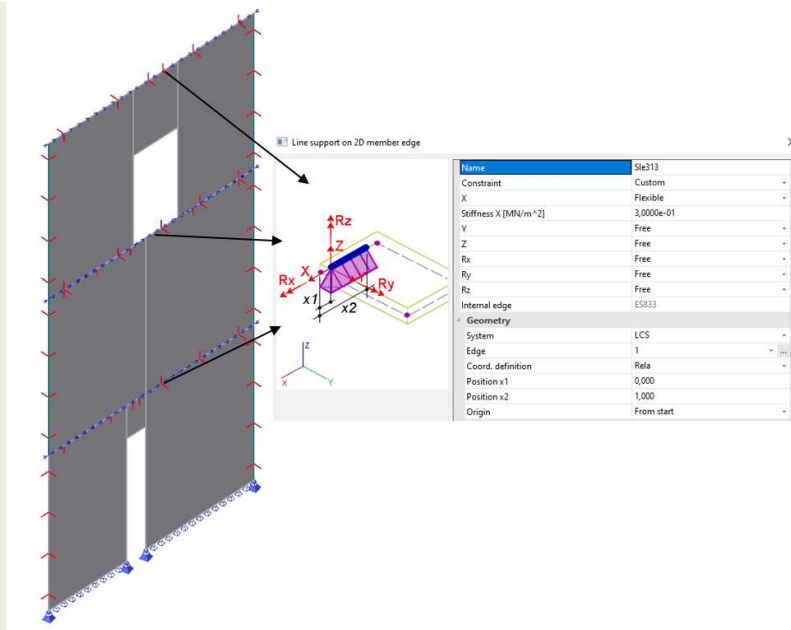 Line support on 2D member edge
Name Sle313
Constraint Custom
X Flexible
Stiffness X [MN/m^2] 3,0000e-01
Y Free
Z Free
Rx Free
Ry Free
Rz Free
Internal edge ES833
Geometry
System LCS
Edge 1 ...
Coord. definition Rela
Position x1 0,000
Position x2 1,000
Origin From start
Rz
Z
X
Rx
Ry
x1
x2
Z
X
Y